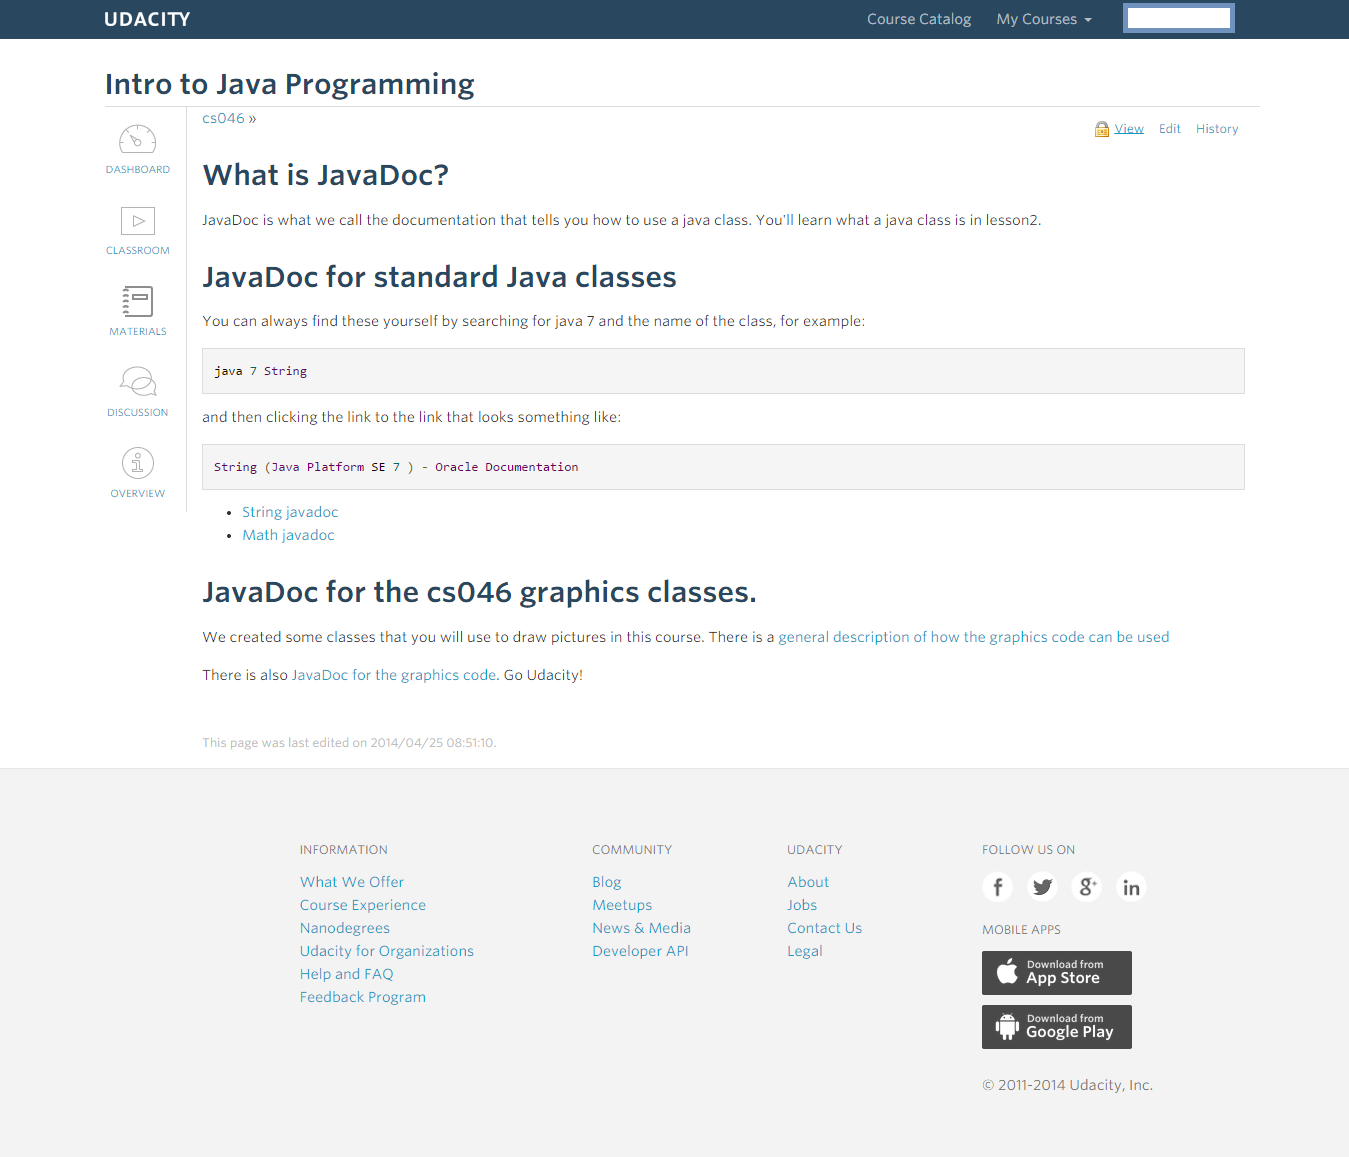 UDACITY
Course Catalog
My Courses
Intro to Java Programming
cs046 »
View
Edit
History
DASHBOARD
CLASSROOM
MATERIALS
DISCUSSION
OVERVIEW
What is JavaDoc?
JavaDoc is what we call the documentation that tells you how to use a java class. You'll learn what a java class is in lesson2.
JavaDoc for standard Java classes
You can always find these yourself by searching for java 7 and the name of the class, for example:
java 7 String
and then clicking the link to the link that looks something like:
String (Java Platform SE 7 ) - Oracle Documentation
• String javadoc
• Math javadoc
JavaDoc for the cs046 graphics classes.
We created some classes that you will use to draw pictures in this course. There is a general description of how the graphics code can be used
There is also JavaDoc for the graphics code. Go Udacity!
This page was last edited on 2014/04/25 08:51:10.
INFORMATION
What We Offer
Course Experience
Nanodegrees
Udacity for Organizations
Help and FAQ
Feedback Program
COMMUNITY
Blog
Meetups
News & Media
Developer API
UDACITY
About
Jobs
Contact Us
Legal
FOLLOW US ON
MOBILE APPS
Download from
App Store
Download from
Google Play
© 2011-2014 Udacity, Inc.